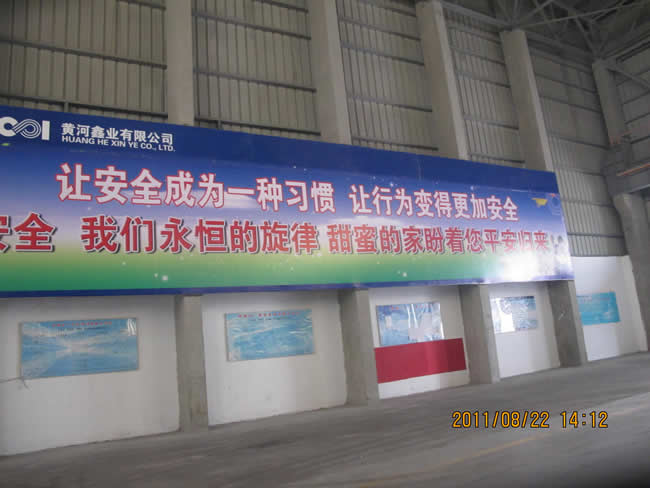 黄河鑫业有限公司
HUANG HE XIN YE CO., LTD.
让安全成为一种习惯 让行为变得更加安全
安全 我们永恒的旋律 甜蜜的家盼着您平安归来
2011/08/22 14:12